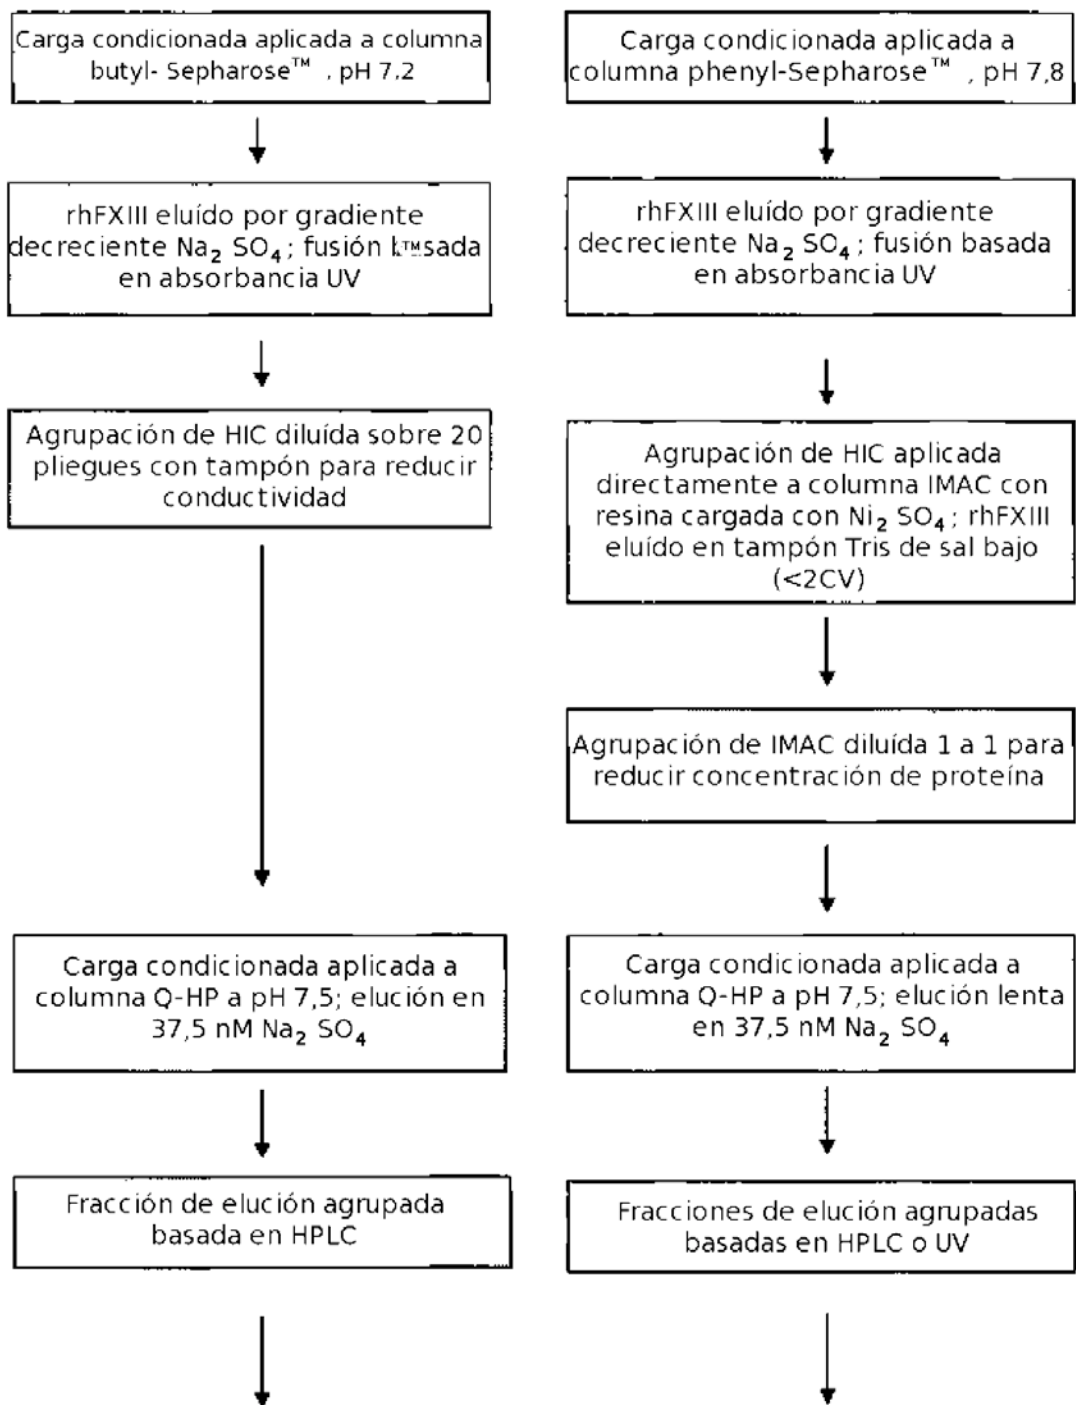 Carga condicionada aplicada a columna
butyl- Sepharose™ , pH 7,2
rhFXIII eluído por gradiente
decreciente Na₂ SO₄; fusión
en absorbancia UV
Agrupación de HIC diluída sobre 20
pliegues con tampón para reducir
conductividad
Carga condicionada aplicada a
columna Q-HP a pH 7,5; elución en
37,5 nM Na₂ SO₄
Fracción de elución agrupada
basada en HPLC
Carga condicionada aplicada a
columna phenyl-Sepharose™ , pH 7,8
rhFXIII eluído por gradiente
decreciente Na₂ SO₄; fusión basada
en absorbancia UV
Agrupación de HIC aplicada
directamente a columna IMAC con
resina cargada con Ni₂ SO₄; rhFXIII
eluído en tampón Tris de sal bajo
(<2CV)
Agrupación de IMAC diluída 1 a 1 para
reducir concentración de proteína
Carga condicionada aplicada a
columna Q-HP a pH 7,5; elución lenta
en 37,5 nM Na₂ SO₄
Fracciones de elución agrupadas
basadas en HPLC o UV